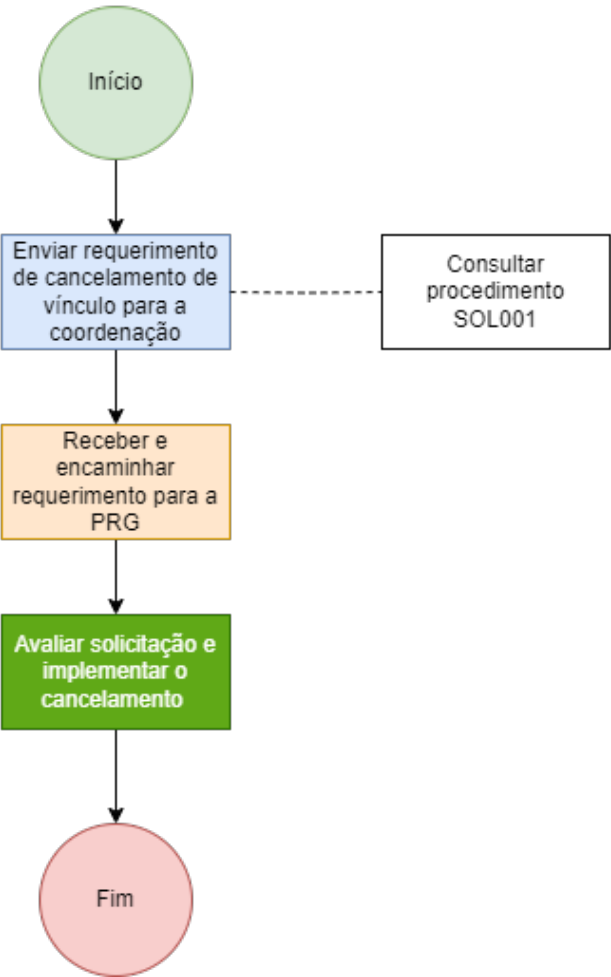 Início
Enviar requerimento
de cancelamento de
vínculo para a
coordenação
Consultar
procedimento
SOL001
Receber e
encaminhar
requerimento para a
PRG
Avaliar solicitação e
implementar o
cancelamento
Fim